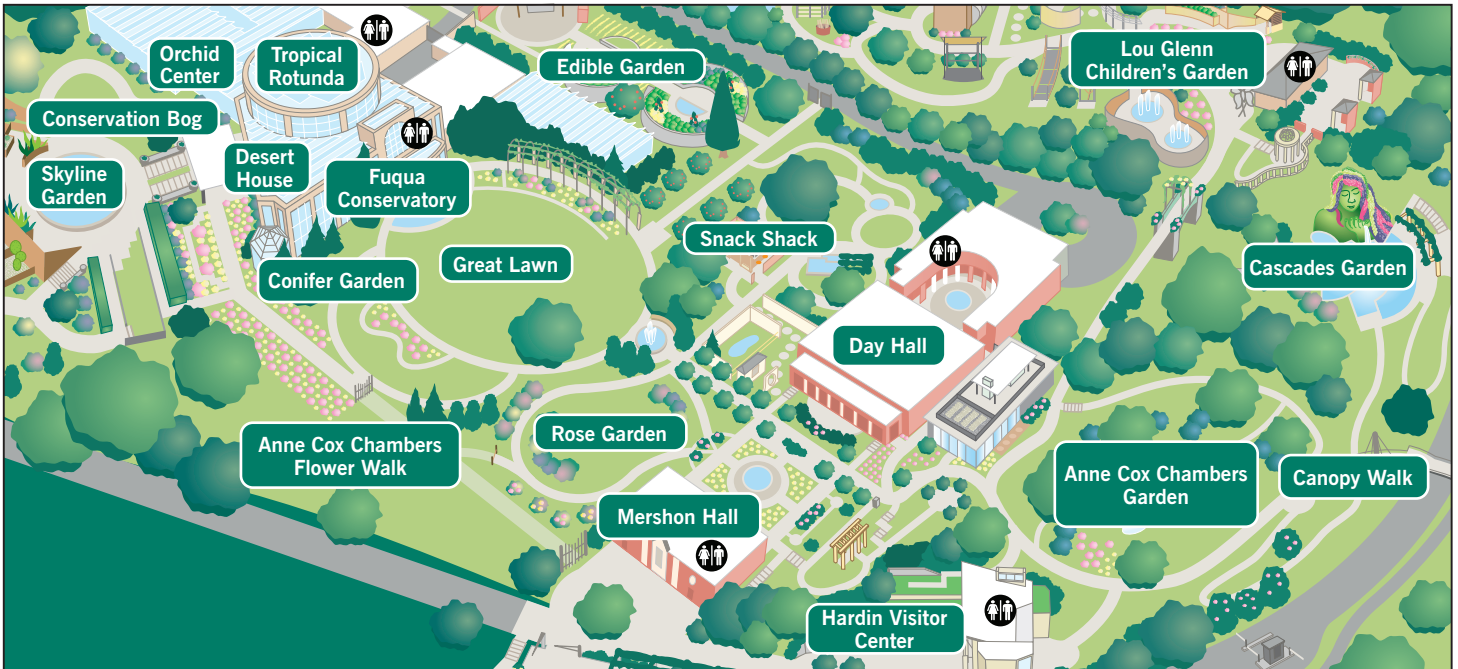 Orchid
Center
Tropical
Rotunda
Edible Garden
Lou Glenn
Children's Garden
Conservation Bog
Skyline
Garden
Desert
House
Fuqua
Conservatory
Snack Shack
Great Lawn
Conifer Garden
Cascades Garden
Day Hall
Rose Garden
Anne Cox Chambers
Flower Walk
Anne Cox Chambers
Garden
Canopy Walk
Mershon Hall
Hardin Visitor
Center